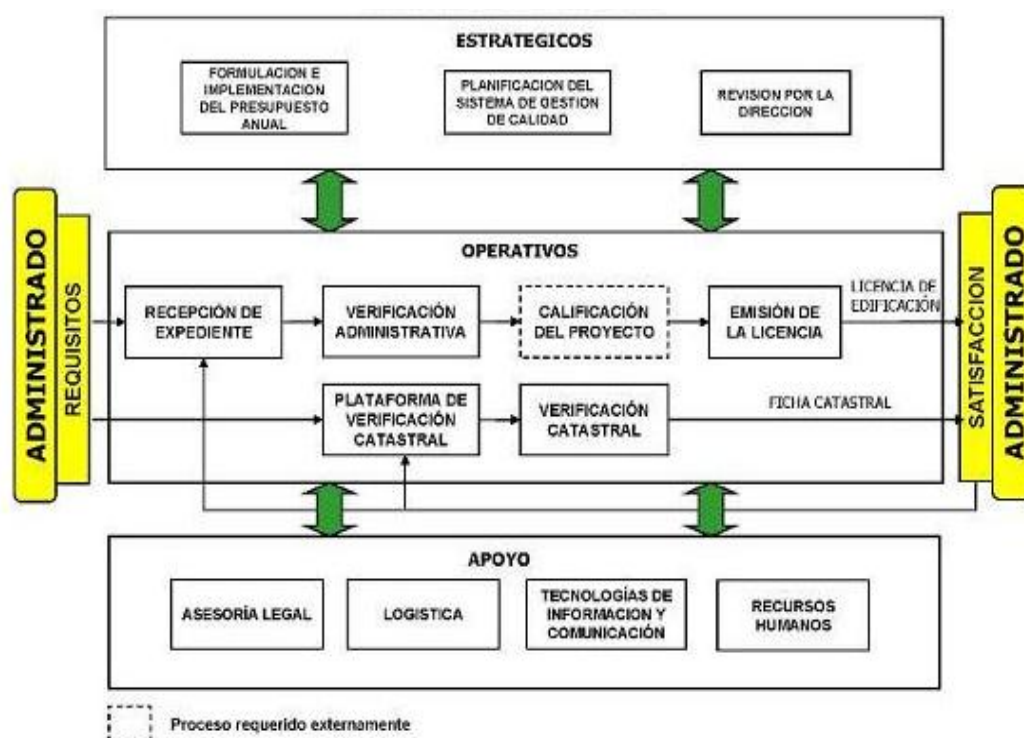 ESTRATEGICOS
FORMULACION E
IMPLEMENTACION
DEL PRESUPUESTO
ANUAL
PLANIFICACION DEL
SISTEMA DE GESTION
DE CALIDAD
REVISION POR LA
DIRECCION
ADMINISTRADO
REQUISITOS
OPERATIVOS
RECEPCIÓN DE
EXPEDIENTE
VERIFICACIÓN
ADMINISTRATIVA
CALIFICACIÓN
DEL PROYECTO
EMISIÓN DE
LA LICENCIA
LICENCIA DE
EDIFICACIÓN
PLATAFORMA DE
VERIFICACIÓN
CATASTRAL
VERIFICACIÓN
CATASTRAL
FICHA CATASTRAL
SATISFACCION
ADMINISTRADO
APOYO
ASESORÍA LEGAL
LOGISTICA
TECNOLOGÍAS DE
INFORMACION Y
COMUNICACIÓN
RECURSOS
HUMANOS
Proceso requerido externamente